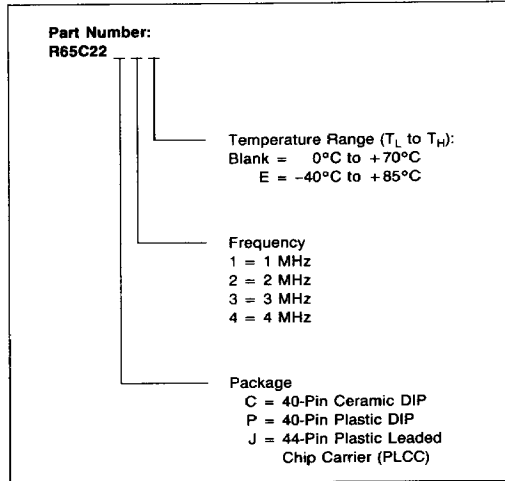 Part Number:
R65C22 _ _ _
Temperature Range (TL to TH):
Blank = 0°C to +70°C
E = –40°C to +85°C
Frequency
1 = 1 MHz
2 = 2 MHz
3 = 3 MHz
4 = 4 MHz
Package
C = 40-Pin Ceramic DIP
P = 40-Pin Plastic DIP
J = 44-Pin Plastic Leaded
Chip Carrier (PLCC)